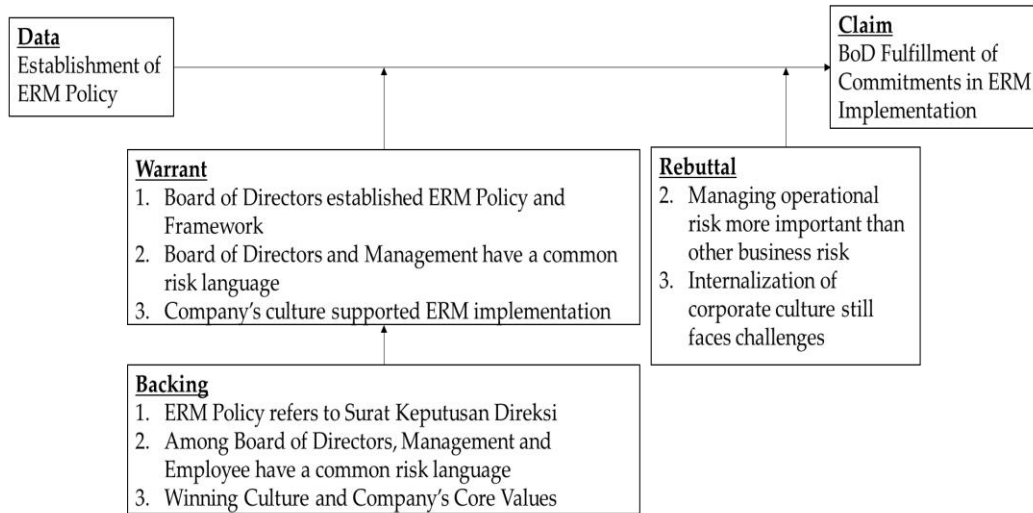 Data
Establishment of
ERM Policy
Claim
BoD Fulfillment of
Commitments in ERM
Implementation
Warrant
1. Board of Directors established ERM Policy and
Framework
2. Board of Directors and Management have a common
risk language
3. Company's culture supported ERM implementation
Rebuttal
2. Managing operational
risk more important than
other business risk
3. Internalization of
corporate culture still
faces challenges
Backing
1. ERM Policy refers to Surat Keputusan Direksi
2. Among Board of Directors, Management and
Employee have a common risk language
3. Winning Culture and Company's Core Values